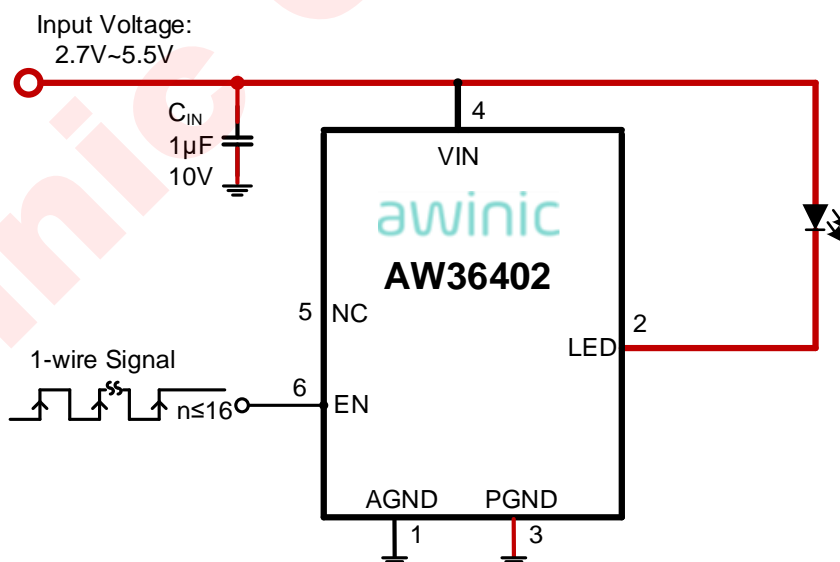 Input Voltage:
2.7V~5.5V
CIN
1μF
10V
4
VIN
awinic
AW36402
5
NC
2
LED
1-wire Signal
n≤16
6
EN
AGND
PGND
1
3
nic